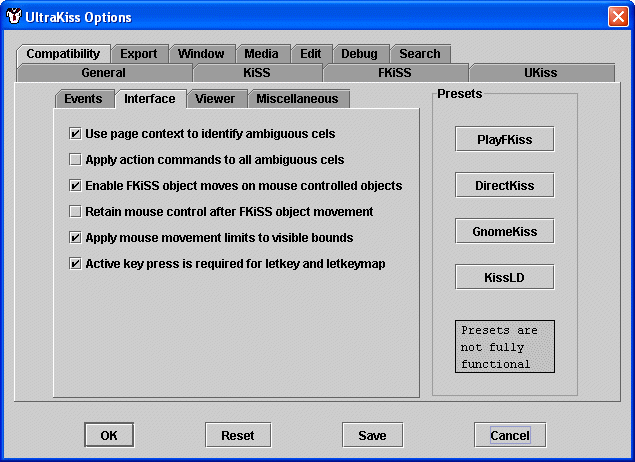 UltraKiss Options
Compatibility Export Window Media Edit Debug Search
General KiSS FKiSS UKiss
Events Interface Viewer Miscellaneous
Presets
Use page context to identify ambiguous cels
Apply action commands to all ambiguous cels
Enable FKiSS object moves on mouse controlled objects
Retain mouse control after FKiSS object movement
Apply mouse movement limits to visible bounds
Active key press is required for letkey and letkeymap
PlayFKiss
DirectKiss
GnomeKiss
KissLD
Presets are
not fully
functional
OK Reset Save Cancel